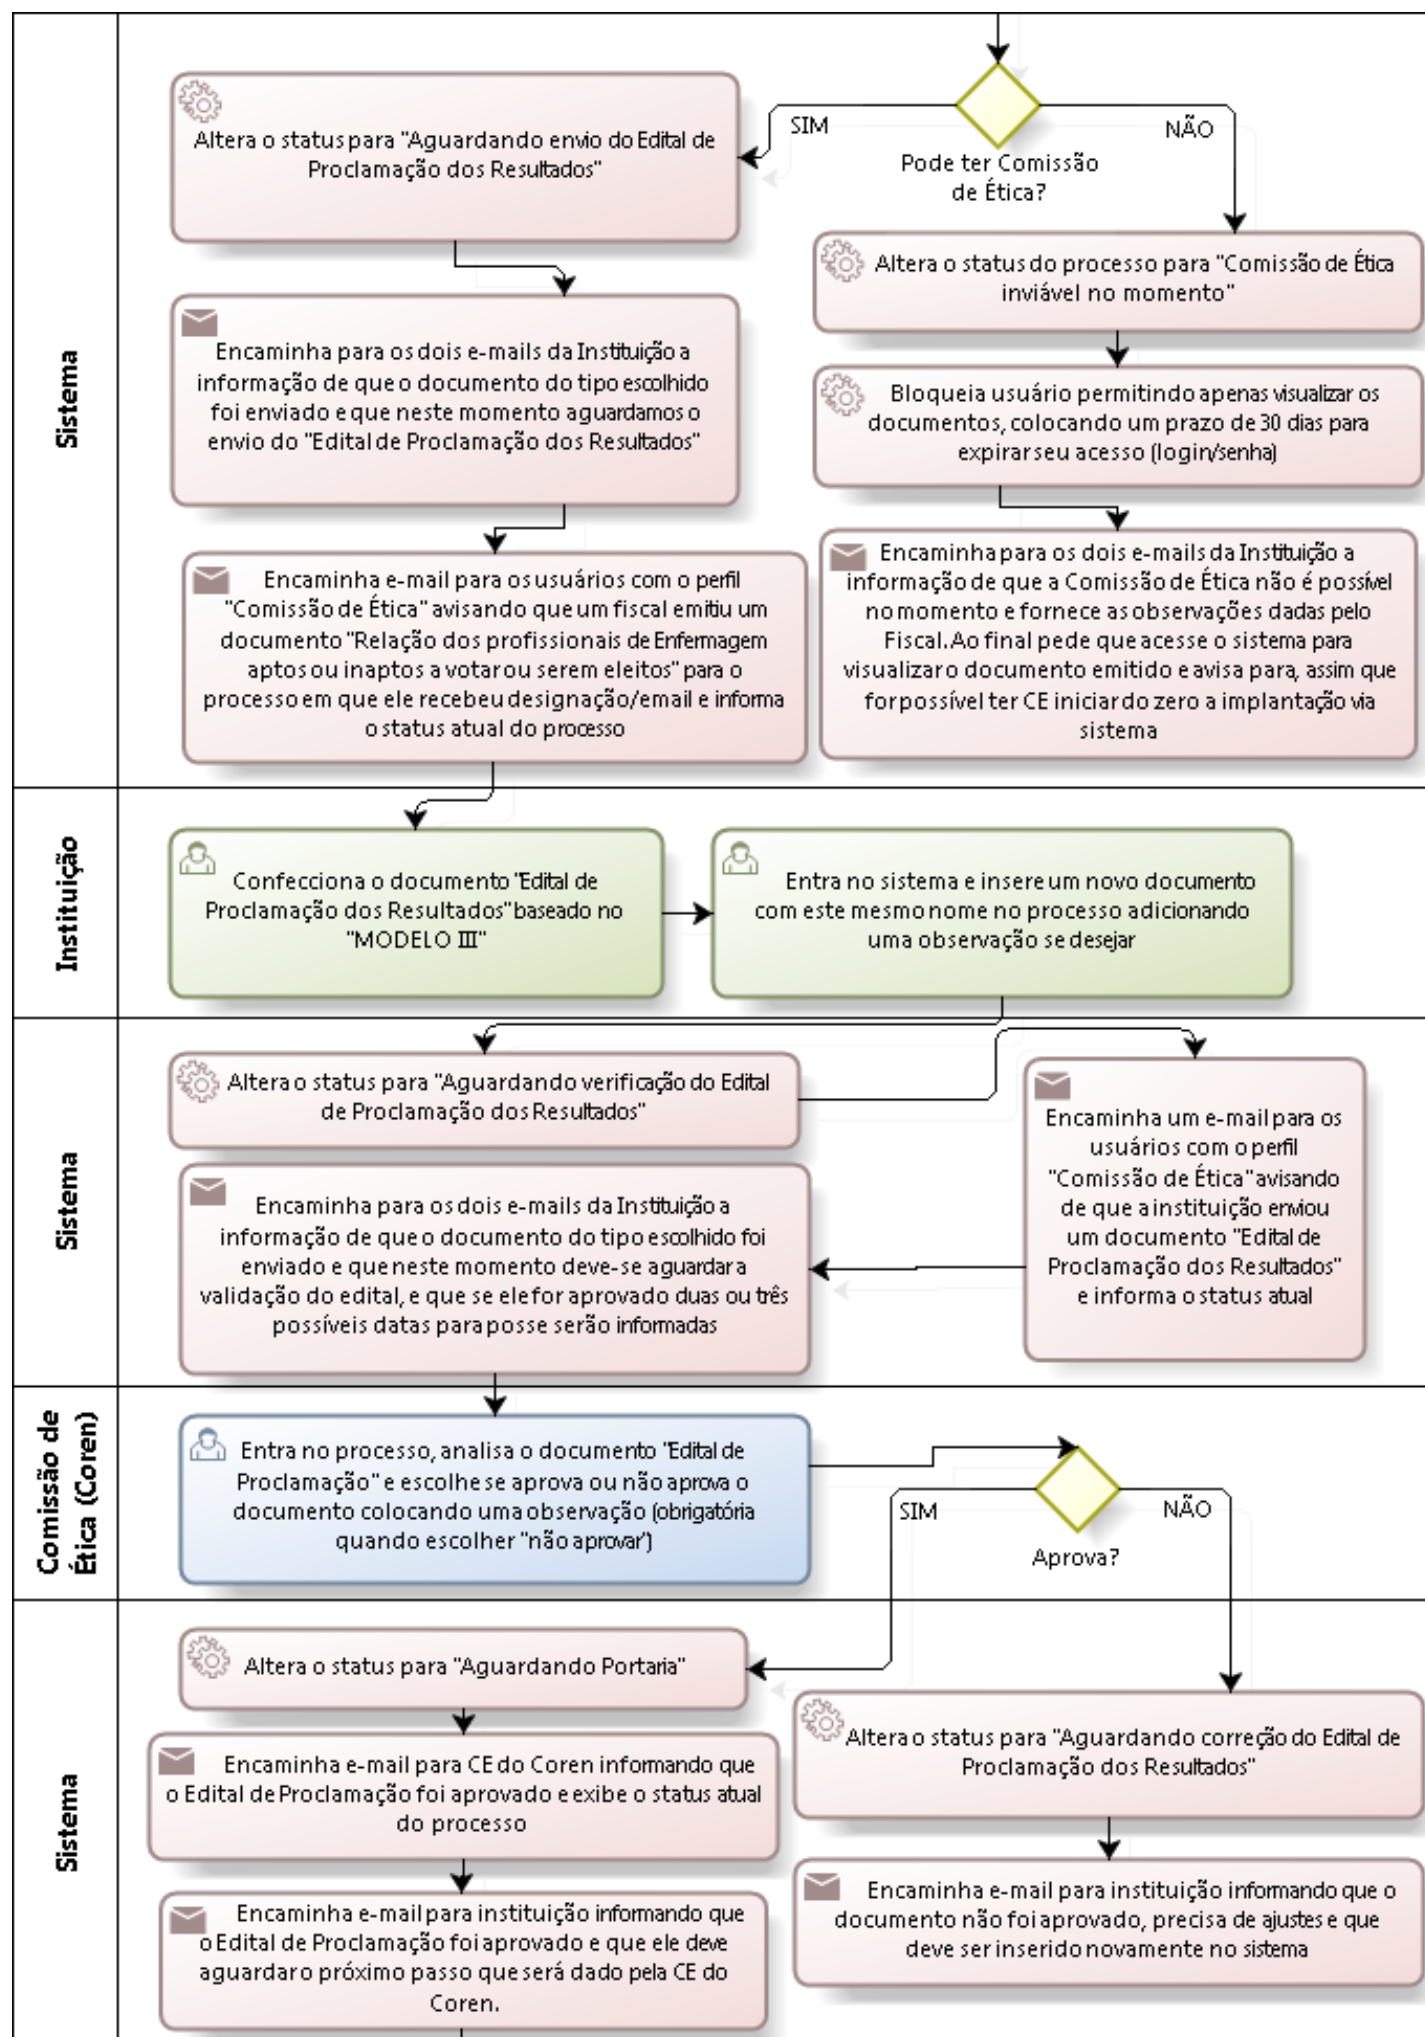 Sistema
SIM
NÃO
Pode ter Comissão
de Ética?
Altera o status para "Aguardando envio do Edital de
Proclamação dos Resultados"
Encaminha para os dois e-mails da Instituição a
informação de que o documento do tipo escolhido
foi enviado e que neste momento aguardamos o
envio do "Edital de Proclamação dos Resultados"
Encaminha e-mail para os usuários com o perfil
"Comissão de Ética" avisando que um fiscal emitiu um
documento "Relação dos profissionais de Enfermagem
aptos ou inaptos a votar ou serem eleitos" para o
processo em que ele recebeu designação/email e informa
o status atual do processo
Altera o status do processo para "Comissão de Ética
inviável no momento"
Bloqueia usuário permitindo apenas visualizar os
documentos, colocando um prazo de 30 dias para
expirar seu acesso (login/senha)
Encaminha para os dois e-mails da Instituição a
informação de que a Comissão de Ética não é possível
no momento e fornece as observações dadas pelo
Fiscal. Ao final pede que acesse o sistema para
visualizar o documento emitido e avisa para, assim que
for possível ter CE iniciar do zero a implantação via
sistema
Instituição
Confecciona o documento "Edital de
Proclamação dos Resultados" baseado no
"MODELO III"
Entra no sistema e insere um novo documento
com este mesmo nome no processo adicionando
uma observação se desejar
Sistema
Altera o status para "Aguardando verificação do Edital
de Proclamação dos Resultados"
Encaminha um e-mail para os
usuários com o perfil
"Comissão de Ética" avisando
de que a instituição enviou
um documento "Edital de
Proclamação dos Resultados"
e informa o status atual
Encaminha para os dois e-mails da Instituição a
informação de que o documento do tipo escolhido foi
enviado e que neste momento deve-se aguardar a
validação do edital, e que se ele for aprovado duas ou três
possíveis datas para posse serão informadas
Comissão de
Ética (Coren)
Entra no processo, analisa o documento "Edital de
Proclamação" e escolhe se aprova ou não aprova o
documento colocando uma observação (obrigatória
quando escolher "não aprovar")
SIM
NÃO
Aprova?
Sistema
Altera o status para "Aguardando Portaria"
Encaminha e-mail para CE do Coren informando que
o Edital de Proclamação foi aprovado e exibe o status atual
do processo
Encaminha e-mail para instituição informando que
o Edital de Proclamação foi aprovado e que ele deve
aguardar o próximo passo que será dado pela CE do
Coren.
Altera o status para "Aguardando correção do Edital de
Proclamação dos Resultados"
Encaminha e-mail para instituição informando que o
documento não foi aprovado, precisa de ajustes e que
deve ser inserido novamente no sistema